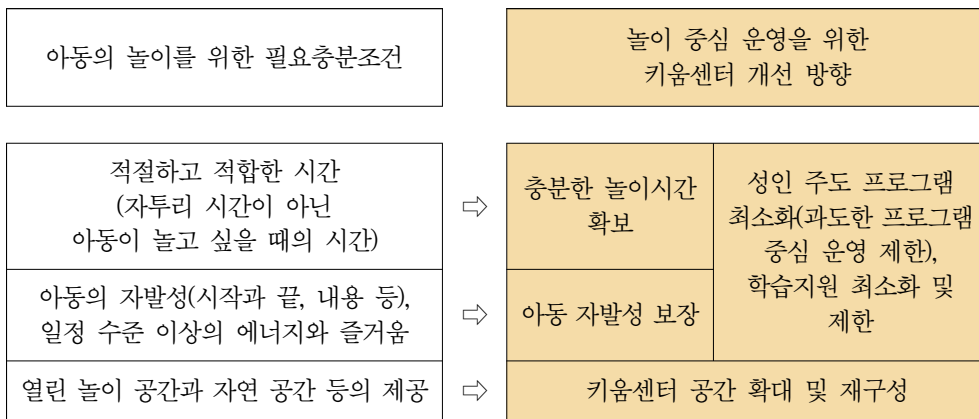 아동의 놀이를 위한 필요충분조건
놀이 중심 운영을 위한
키움센터 개선 방향
적절하고 적합한 시간
(자투리 시간이 아닌
아동이 놀고 싶을 때의 시간)
⇨
충분한 놀이시간
확보
성인 주도 프로그램
최소화(과도한 프로그램
중심 운영 제한),
학습지원 최소화 및
제한
아동의 자발성(시작과 끝, 내용 등),
일정 수준 이상의 에너지와 즐거움
⇨
아동 자발성 보장
열린 놀이 공간과 자연 공간 등의 제공
⇨
키움센터 공간 확대 및 재구성